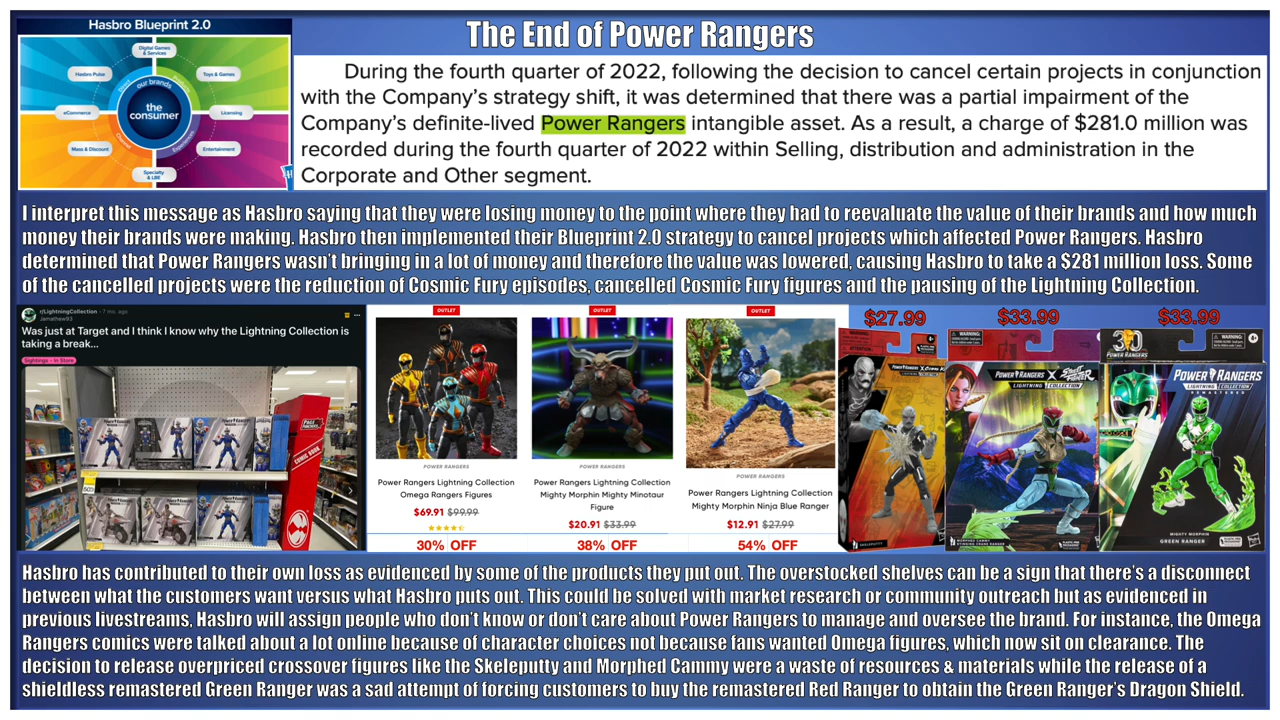 Hasbro Blueprint 2.0
Digital Games
& Services
Hasbro Pulse
Toys & Games
our brands
eCommerce
the
consumer
Licensing
Mass & Discount
Entertainment
Specialty
& LBE
The End of Power Rangers
During the fourth quarter of 2022, following the decision to cancel certain projects in conjunction
with the Company's strategy shift, it was determined that there was a partial impairment of the
Company's definite-lived Power Rangers intangible asset. As a result, a charge of $281.0 million was
recorded during the fourth quarter of 2022 within Selling, distribution and administration in the
Corporate and Other segment.
I interpret this message as Hasbro saying that they were losing money to the point where they had to reevaluate the value of their brands and how much
money their brands were making. Hasbro then implemented their Blueprint 2.0 strategy to cancel projects which affected Power Rangers. Hasbro
determined that Power Rangers wasn't bringing in a lot of money and therefore the value was lowered, causing Hasbro to take a $281 million loss. Some
of the cancelled projects were the reduction of Cosmic Fury episodes, cancelled Cosmic Fury figures and the pausing of the Lightning Collection.
r/LightningCollection · 7 mo. ago
Jamathew93
Was just at Target and I think I know why the Lightning Collection is
taking a break...
Sightings - In Store
COMIC BOOK
OUTLET
POWER RANGERS
Power Rangers Lightning Collection
Omega Rangers Figures
$69.91 $99.99
30% OFF
OUTLET
POWER RANGERS
Power Rangers Lightning Collection
Mighty Morphin Mighty Minotaur
Figure
$20.91 $33.99
38% OFF
OUTLET
POWER RANGERS
Power Rangers Lightning Collection
Mighty Morphin Ninja Blue Ranger
$12.91 $27.99
54% OFF
$27.99
$33.99
POWER RANGERS X STREET FIGHTER
LIGHTNING COLLECTION
$33.99
30
POWER RANGERS
POWER RANGERS
LIGHTNING COLLECTION
REMASTERED
MIGHTY MORPHIN
GREEN RANGER
Hasbro has contributed to their own loss as evidenced by some of the products they put out. The overstocked shelves can be a sign that there's a disconnect
between what the customers want versus what Hasbro puts out. This could be solved with market research or community outreach but as evidenced in
previous livestreams, Hasbro will assign people who don't know or don't care about Power Rangers to manage and oversee the brand. For instance, the Omega
Rangers comics were talked about a lot online because of character choices not because fans wanted Omega figures, which now sit on clearance. The
decision to release overpriced crossover figures like the Skeleputty and Morphed Cammy were a waste of resources & materials while the release of a
shieldless remastered Green Ranger was a sad attempt of forcing customers to buy the remastered Red Ranger to obtain the Green Ranger's Dragon Shield.